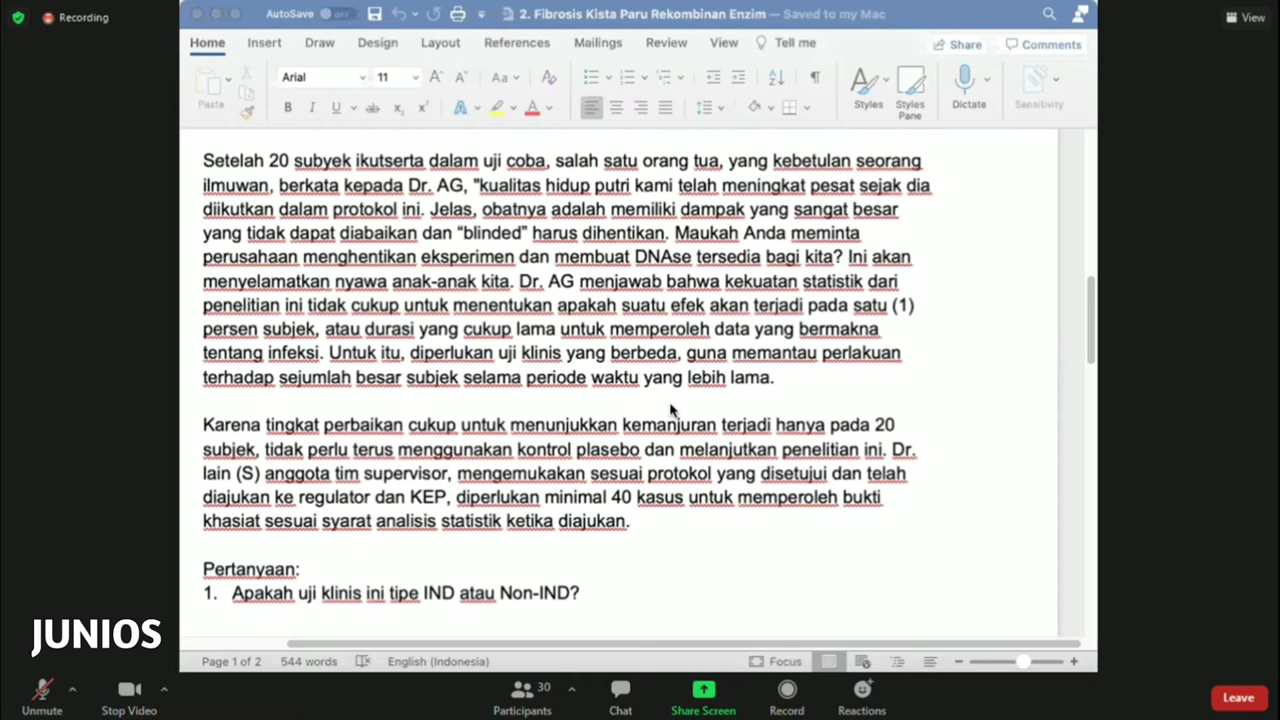 Recording
View
AutoSave OFF
2. Fibrosis Kista Paru Rekombinan Enzim — Saved to my Mac
Home Insert Draw Design Layout References Mailings Review View Tell me
Share Comments
Paste
Arial 11
Styles
Styles Pane
Dictate
Sensitivity
Setelah 20 subyek ikutserta dalam uji coba, salah satu orang tua, yang kebetulan seorang
ilmuwan, berkata kepada Dr. AG, "kualitas hidup putri kami telah meningkat pesat sejak dia
diikutkan dalam protokol ini. Jelas, obatnya adalah memiliki dampak yang sangat besar
yang tidak dapat diabaikan dan “blinded” harus dihentikan. Maukah Anda meminta
perusahaan menghentikan eksperimen dan membuat DNAse tersedia bagi kita? Ini akan
menyelamatkan nyawa anak-anak kita. Dr. AG menjawab bahwa kekuatan statistik dari
penelitian ini tidak cukup untuk menentukan apakah suatu efek akan terjadi pada satu (1)
persen subjek, atau durasi yang cukup lama untuk memperoleh data yang bermakna
tentang infeksi. Untuk itu, diperlukan uji klinis yang berbeda, guna memantau perlakuan
terhadap sejumlah besar subjek selama periode waktu yang lebih lama.
Karena tingkat perbaikan cukup untuk menunjukkan kemanjuran terjadi hanya pada 20
subjek, tidak perlu terus menggunakan kontrol plasebo dan melanjutkan penelitian ini. Dr.
lain (S) anggota tim supervisor, mengemukakan sesuai protokol yang disetujui dan telah
diajukan ke regulator dan KEP, diperlukan minimal 40 kasus untuk memperoleh bukti
khasiat sesuai syarat analisis statistik ketika diajukan.
Pertanyaan:
1. Apakah uji klinis ini tipe IND atau Non-IND?
JUNIOS
Page 1 of 2 544 words English (Indonesia) Focus
Unmute Stop Video Participants 30 Chat Share Screen Record Reactions Leave